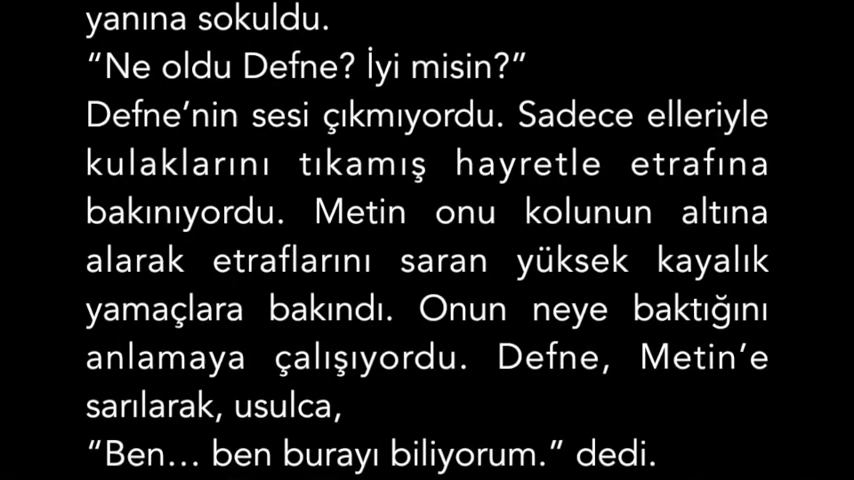 yanına sokuldu.
“Ne oldu Defne? İyi misin?”
Defne’nin sesi çıkmıyordu. Sadece elleriyle
kulaklarını tıkamış hayretle etrafına
bakınıyordu. Metin onu kolunun altına
alarak etraflarını saran yüksek kayalık
yamaçlara bakındı. Onun neye baktığını
anlamaya çalışıyordu. Defne, Metin’e
sarılarak, usulca,
“Ben… ben burayı biliyorum.” dedi.